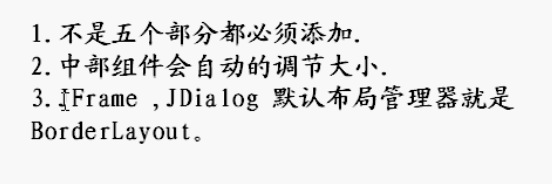 1.不是五个部分都必须添加.
2.中部组件会自动的调节大小.
3.JFrame ,JDialog 默认布局管理器就是
BorderLayout。